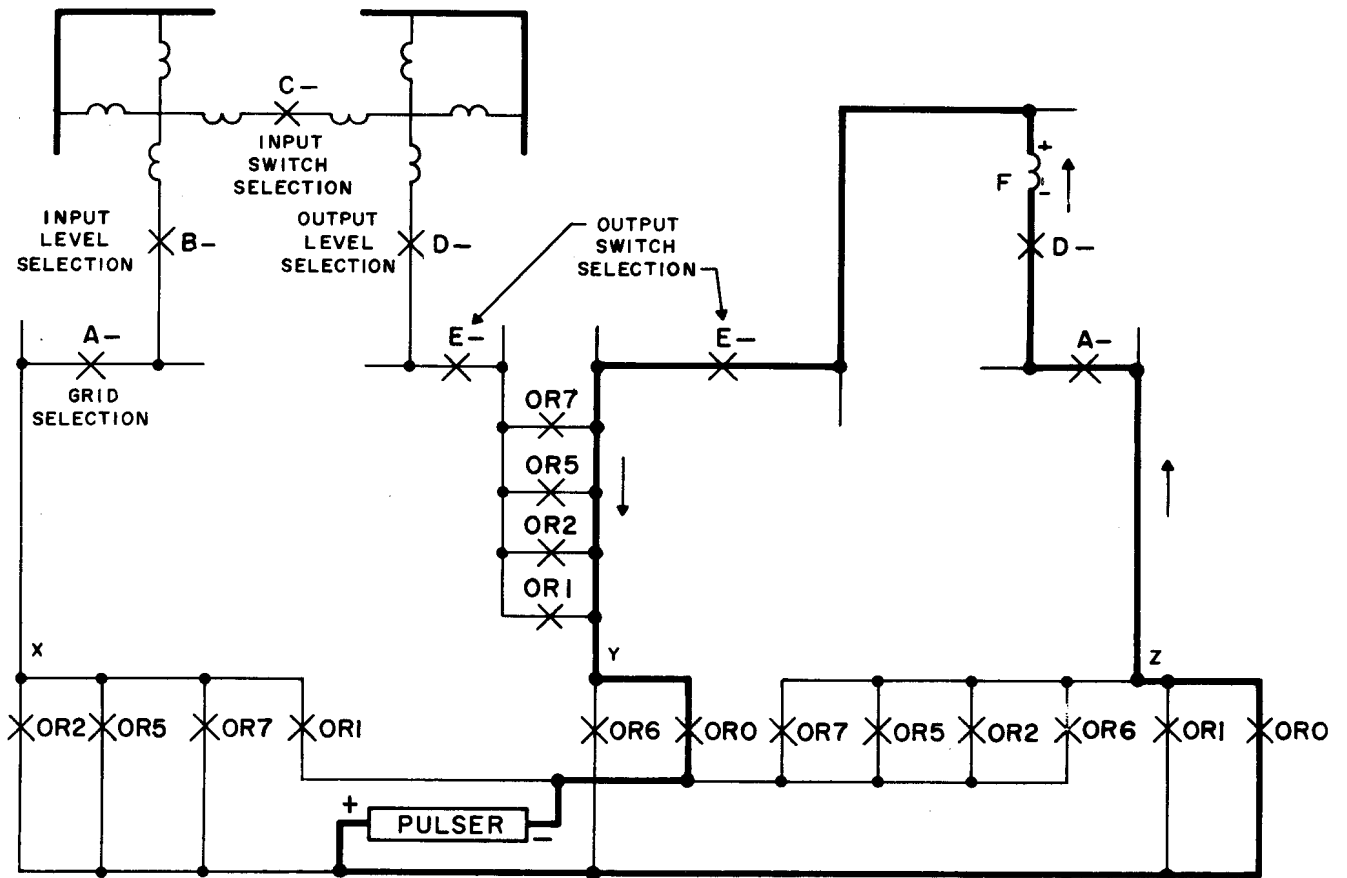 C–
INPUT
SWITCH
SELECTION
INPUT
LEVEL
SELECTION
B–
OUTPUT
LEVEL
SELECTION
D–
OUTPUT
SWITCH
SELECTION
+
F
-
D–
A–
GRID
SELECTION
E–
E–
A–
OR7
OR5
OR2
OR1
X
Y
Z
OR2
OR5
OR7
OR1
OR6
OR0
OR7
OR5
OR2
OR6
OR1
OR0
+
PULSER
–